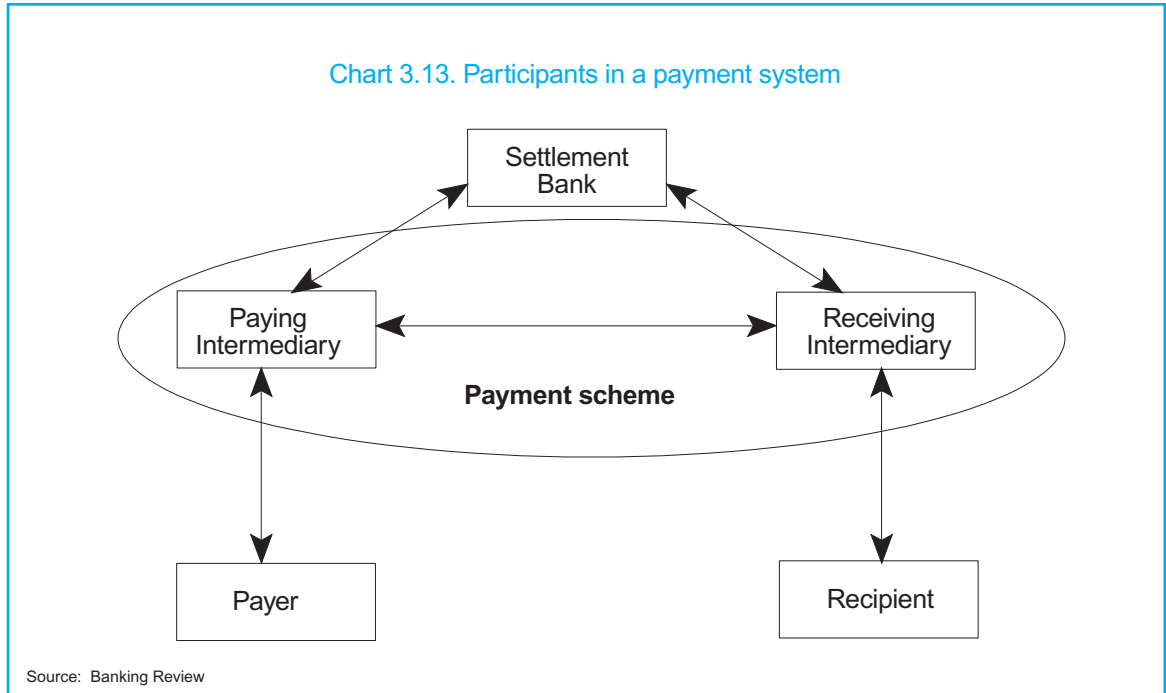 Chart 3.13. Participants in a payment system
Settlement
Bank
Paying
Intermediary
Receiving
Intermediary
Payment scheme
Payer
Recipient
Source: Banking Review